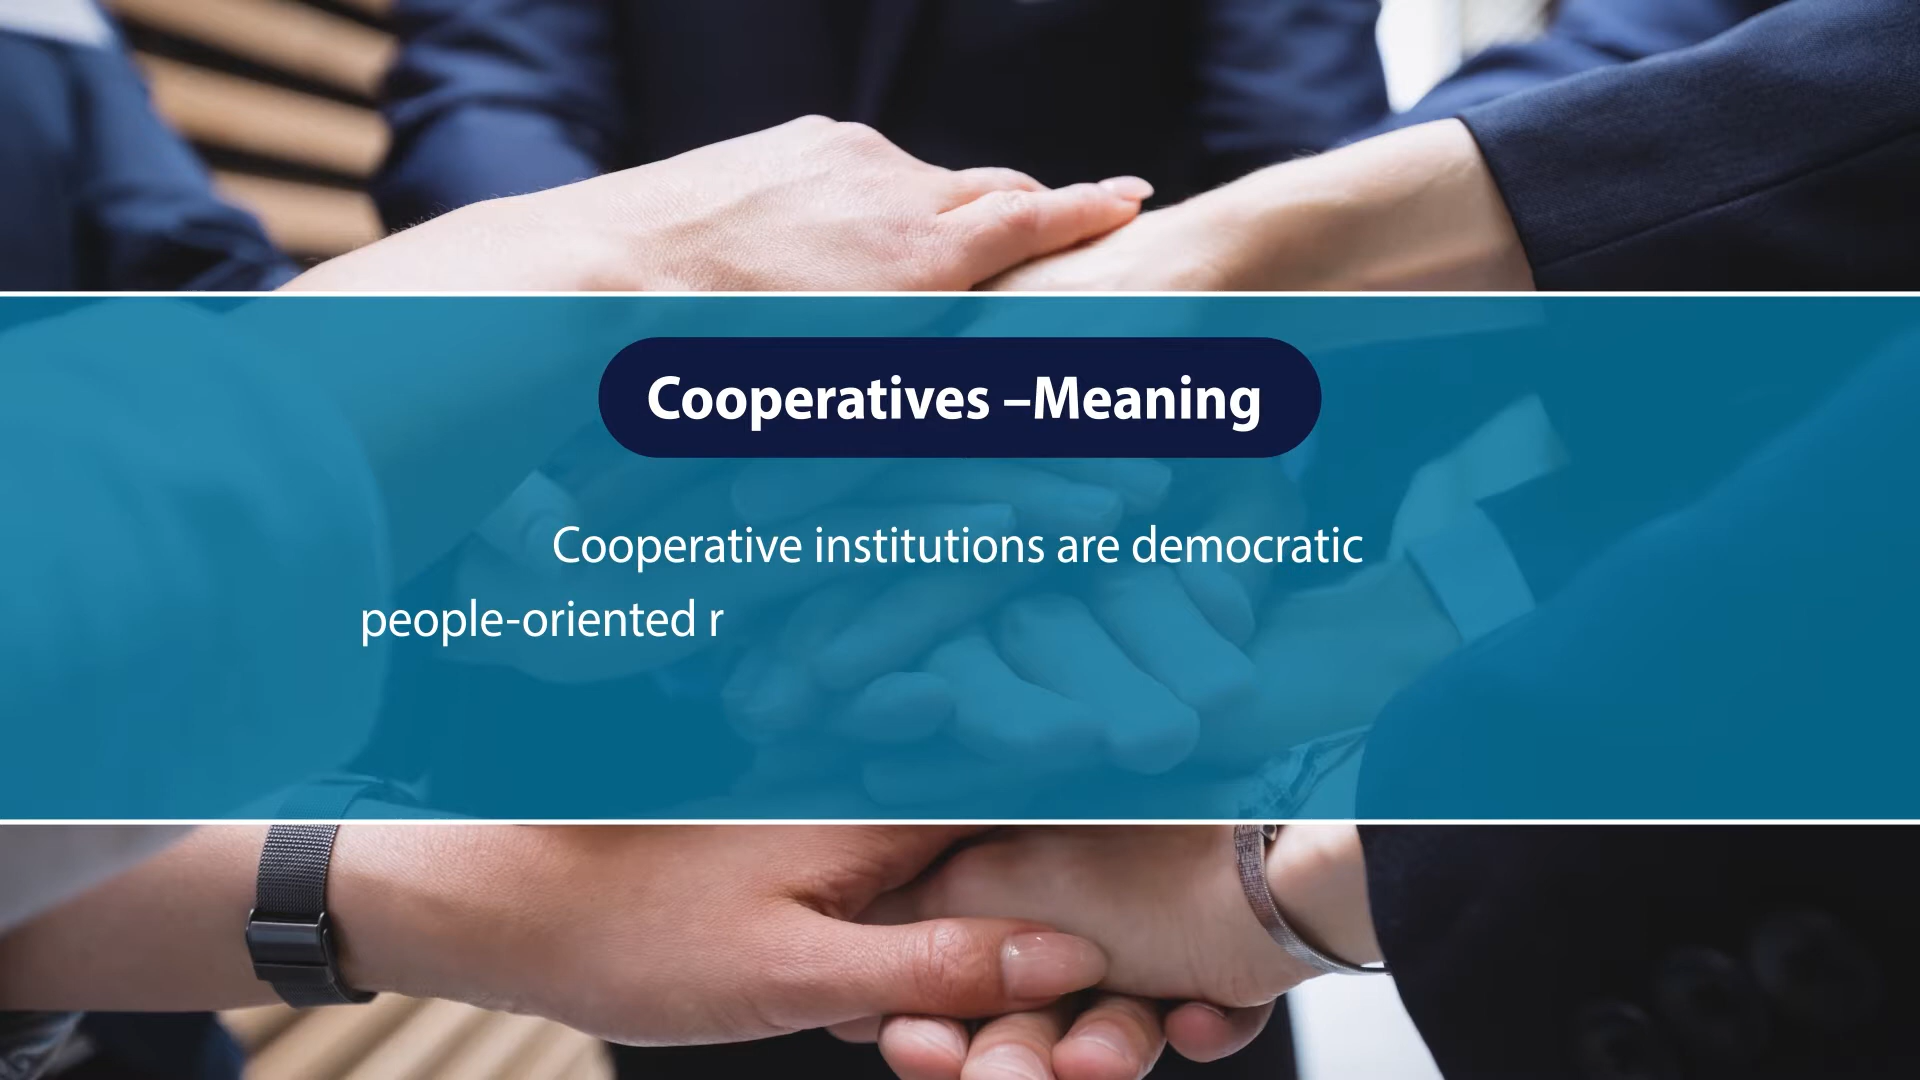 Cooperatives –Meaning
Cooperative institutions are democratic
people-oriented r